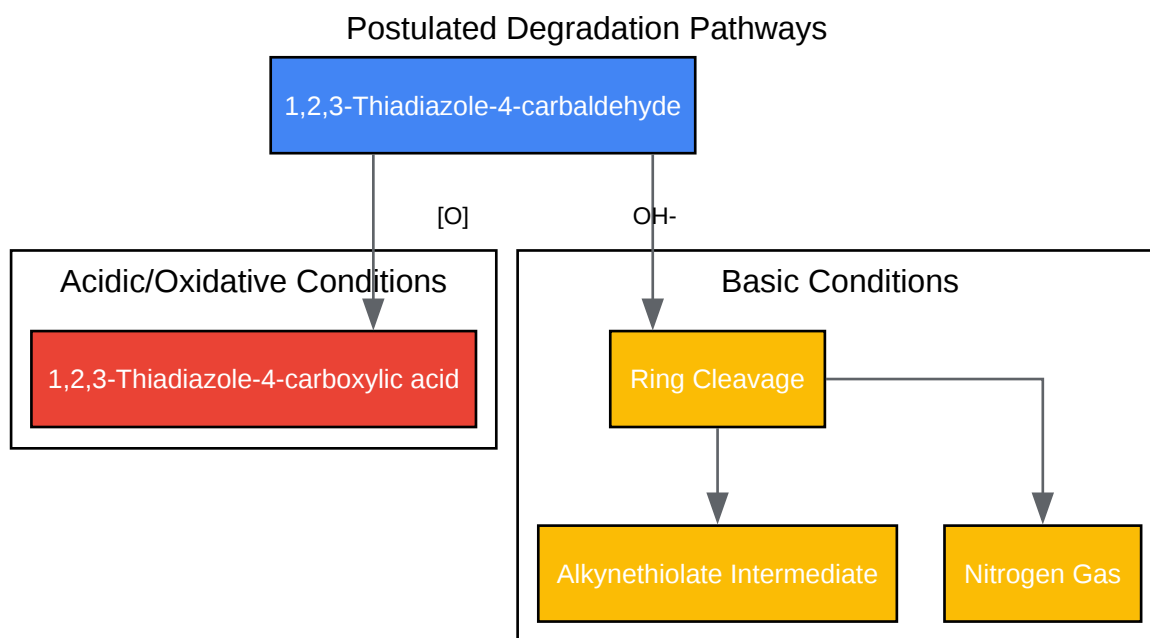 Postulated Degradation Pathways
1,2,3-Thiadiazole-4-carbaldehyde
[O]
OH-
Acidic/Oxidative Conditions
1,2,3-Thiadiazole-4-carboxylic acid
Basic Conditions
Ring Cleavage
Alkynethiolate Intermediate
Nitrogen Gas